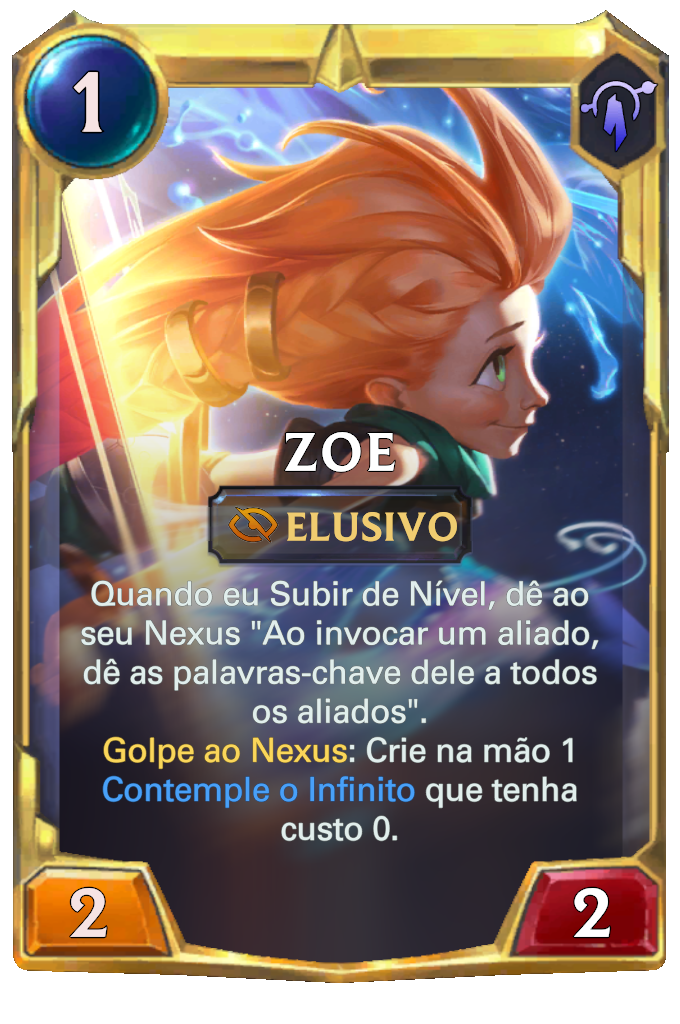 1
ZOE
ELUSIVO
Quando eu Subir de Nível, dê ao
seu Nexus "Ao invocar um aliado,
dê as palavras-chave dele a todos
os aliados".
Golpe ao Nexus: Crie na mão 1
Contemple o Infinito que tenha
custo 0.
2
2